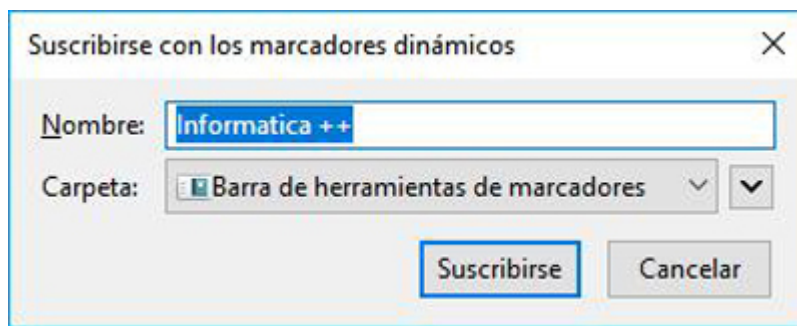 Suscribirse con los marcadores dinámicos
Nombre: Informatica ++
Carpeta: Barra de herramientas de marcadores
Suscribirse Cancelar